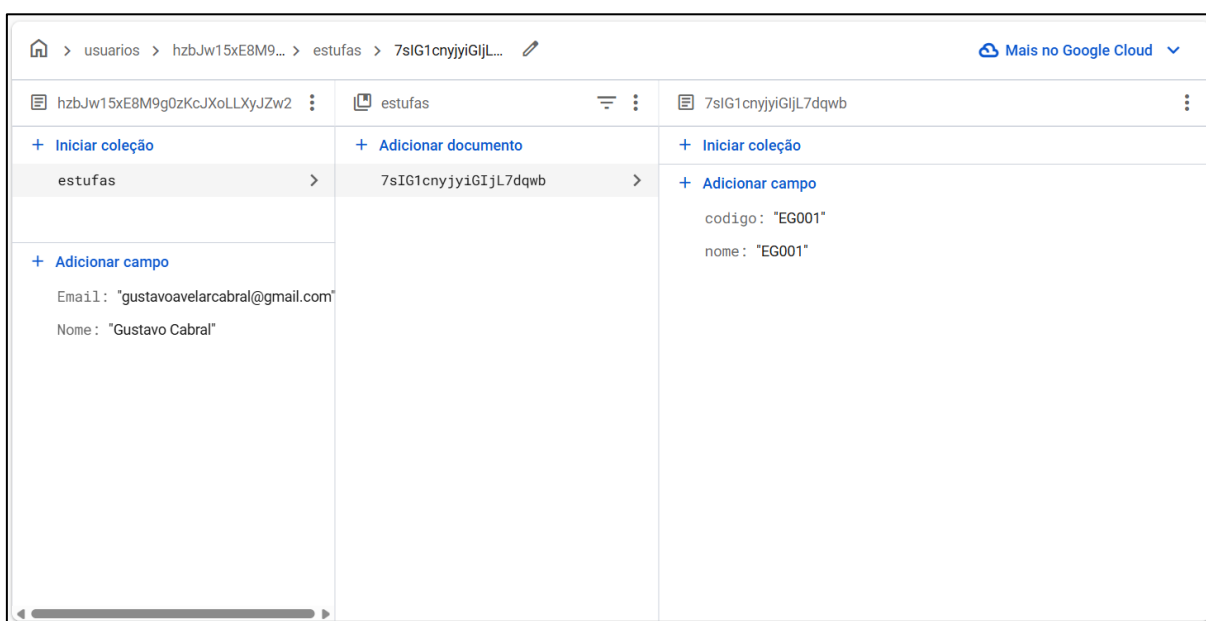 > usuarios > hzbJw15xE8M9... > estufas > 7sIG1cnyjyiGIjL...
Mais no Google Cloud
hzbJw15xE8M9g0zKcJXoLLXyJZw2
estufas
7sIG1cnyjyiGIjL7dqwb
+ Iniciar coleção
+ Adicionar documento
+ Iniciar coleção
estufas >
7sIG1cnyjyiGIjL7dqwb >
+ Adicionar campo
codigo: "EG001"
nome: "EG001"
+ Adicionar campo
Email: "gustavoavelarcabral@gmail.com"
Nome: "Gustavo Cabral"